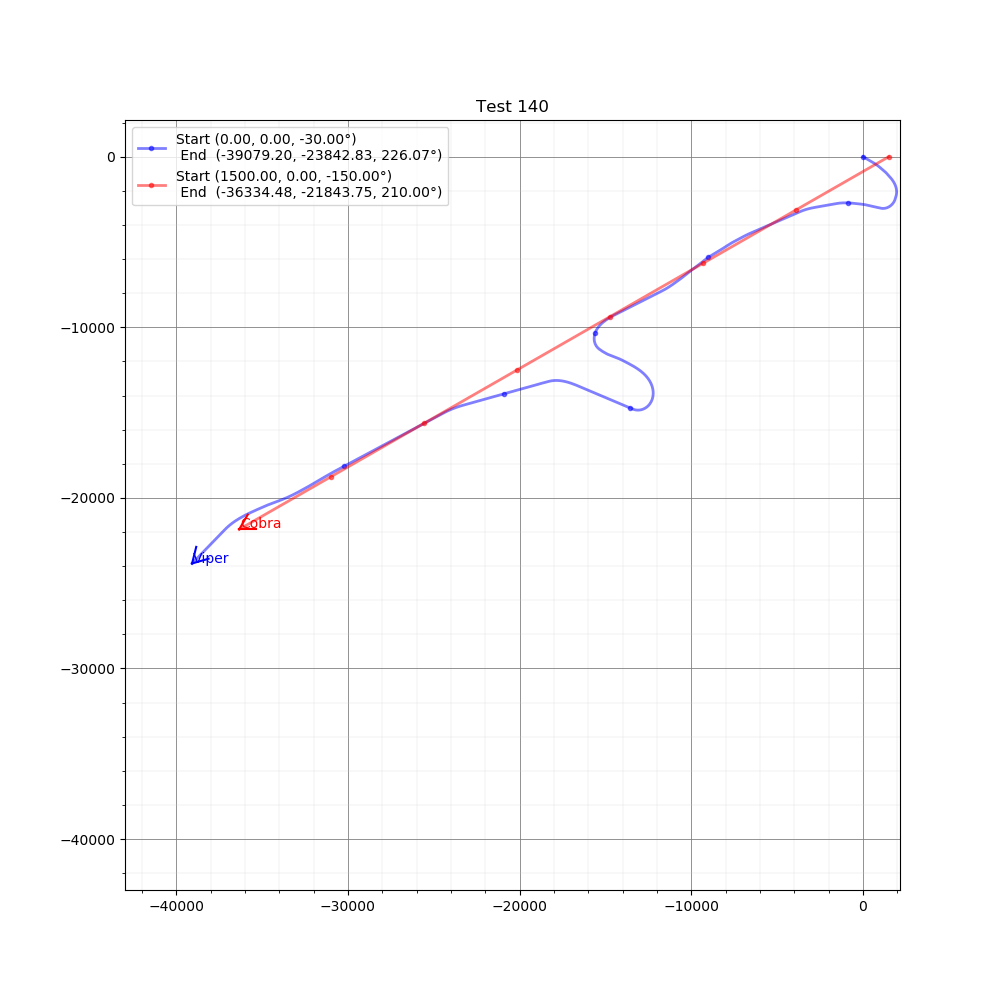 Test 140
Start (0.00, 0.00, -30.00°)
End  (-39079.20, -23842.83, 226.07°)
Start (1500.00, 0.00, -150.00°)
End  (-36334.48, -21843.75, 210.00°)
0
−10000
−20000
−30000
−40000
Cobra
Viper
−40000
−30000
−20000
−10000
0